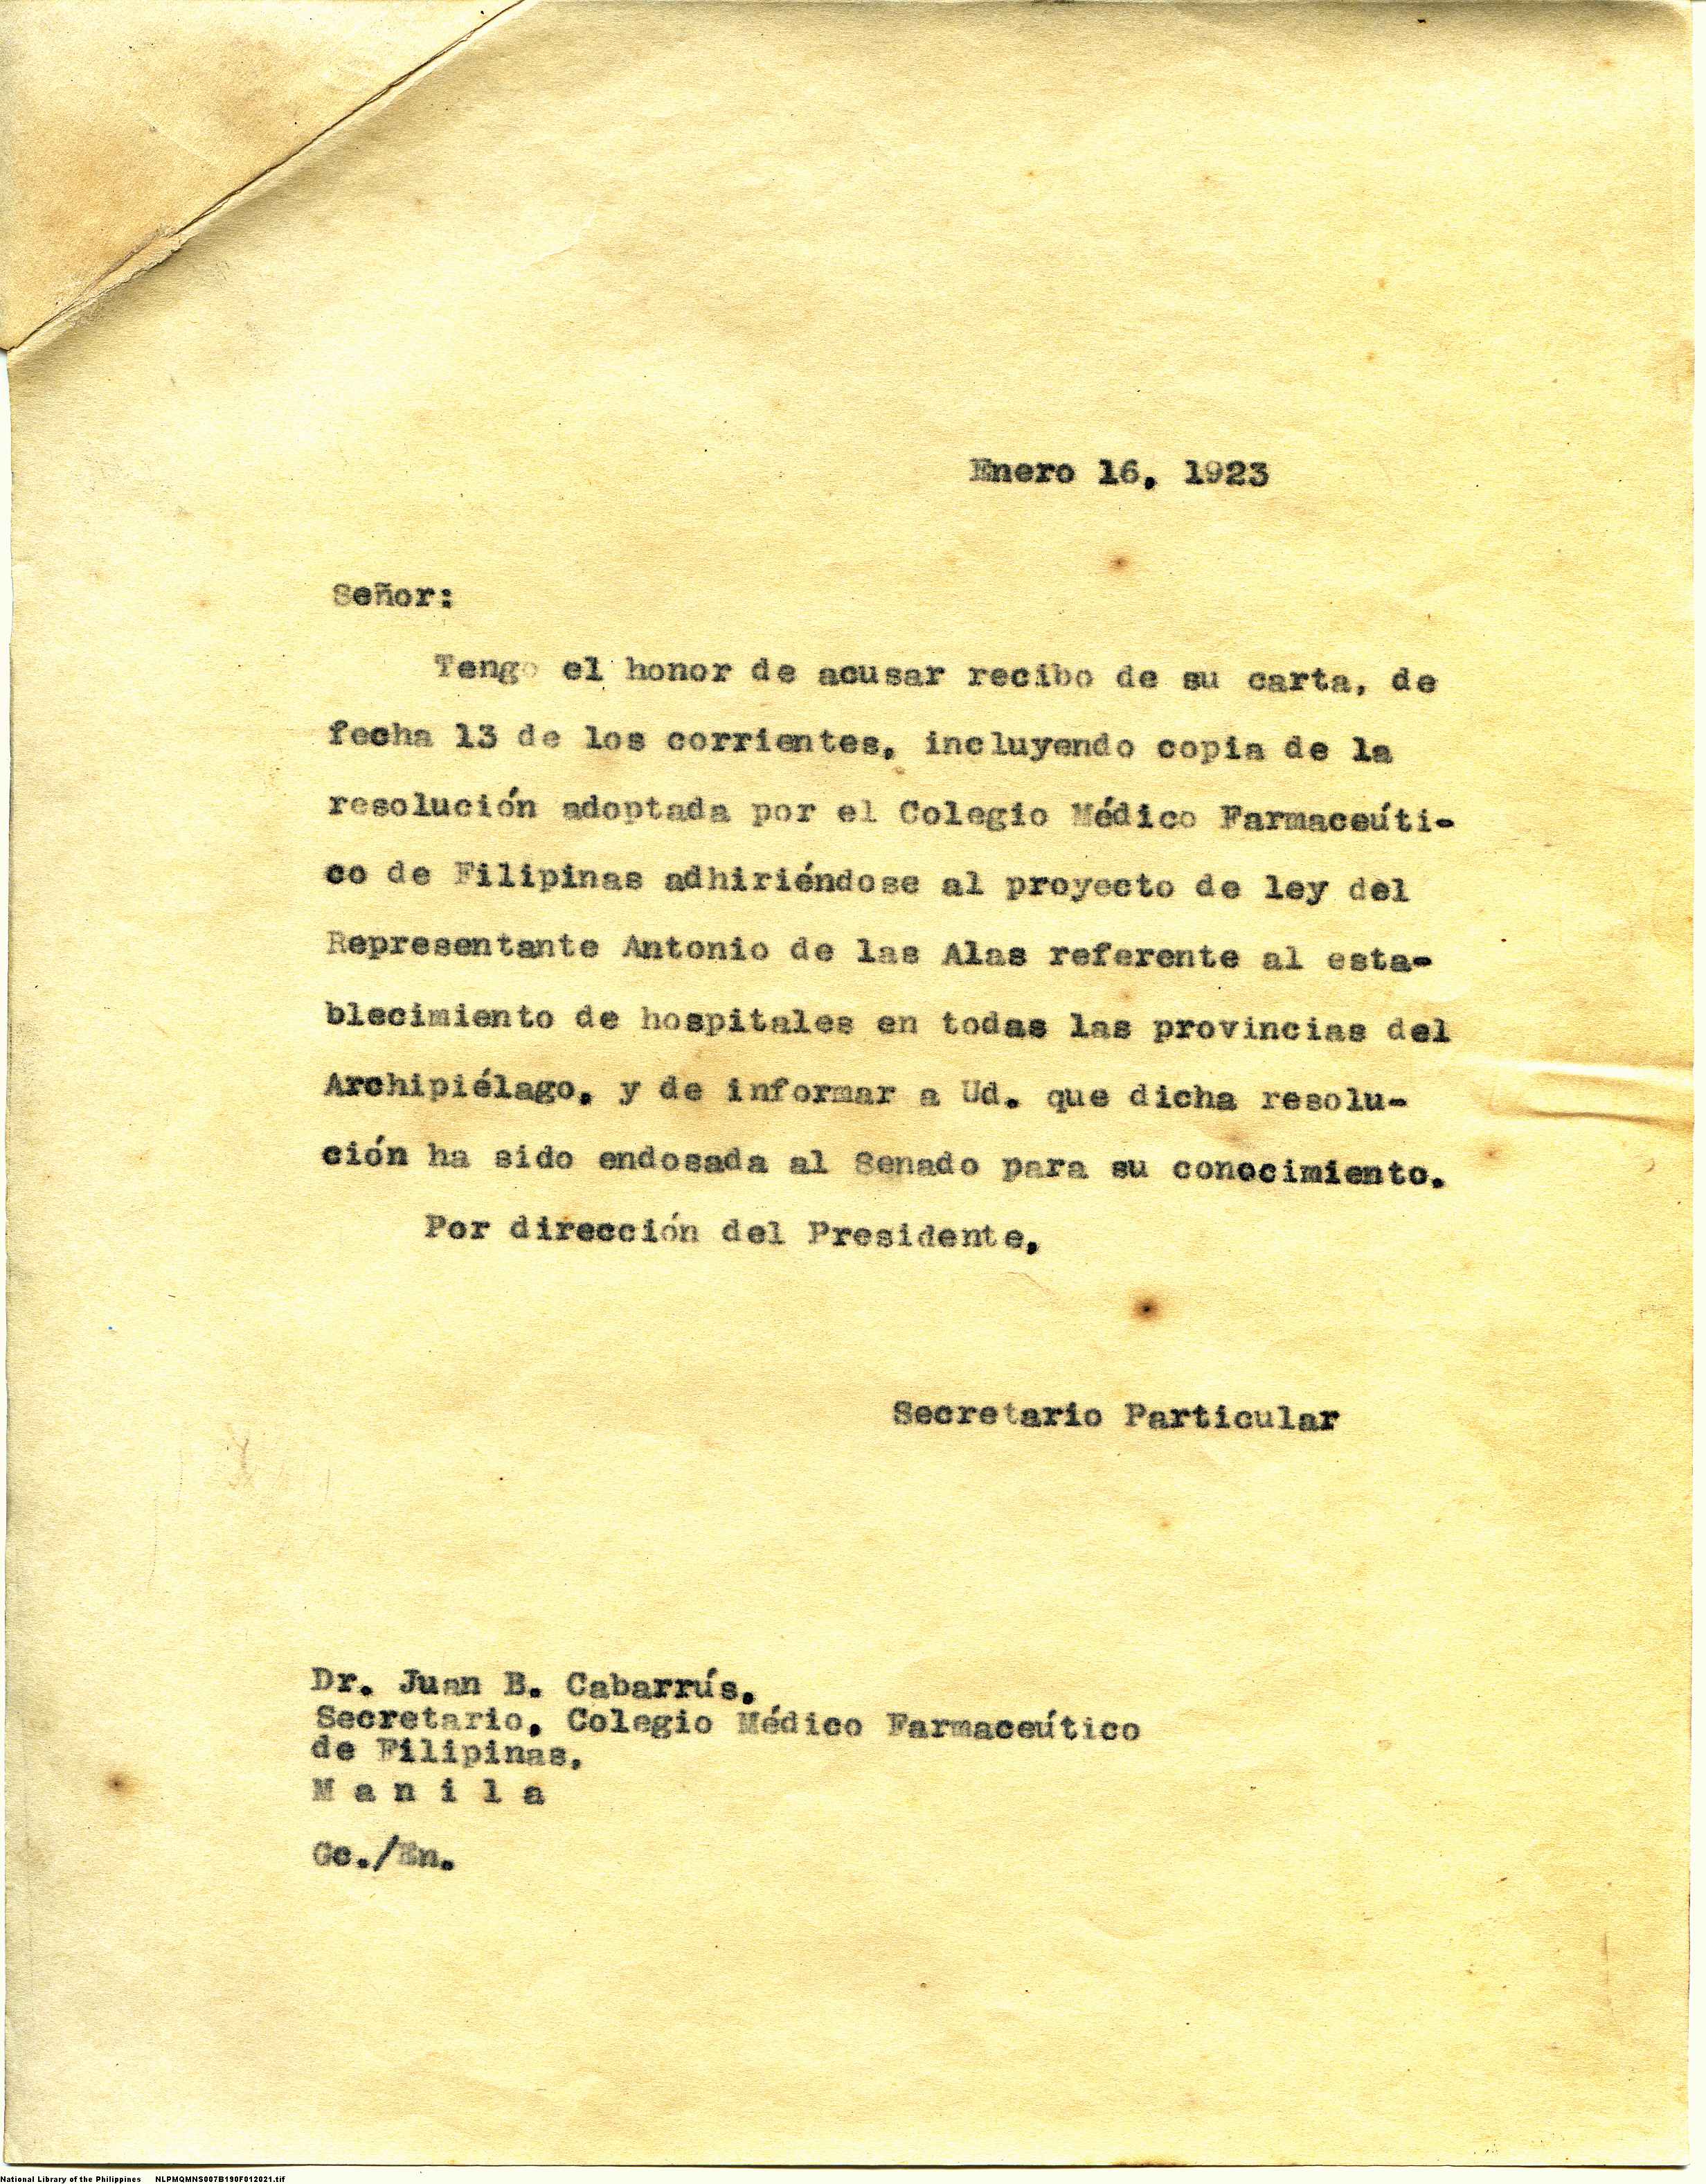 Enero 16, 1923
Señor:
Tengo el honor de acusar recibo de su carta, de
fecha 13 de los corrientes, incluyendo copia de la
resolución adoptada por el Colegio Médico Farmaceúti-
co de Filipinas adhiriéndose al proyecto de ley del
Representante Antonio de las Alas referente al esta-
blecimiento de hospitales en todas las provincias del
Archipiélago, y de informar a Ud. que dicha resolu-
ción ha sido endosada al Senado para su conocimiento.
Por dirección del Presidente,
Secretario Particular
Dr. Juan B. Cabarrús,
Secretario, Colegio Médico Farmaceútico
de Filipinas,
M a n i l a
Gc./En.
National Library of the Philippines NLPMQMNS007B190F012021.tif